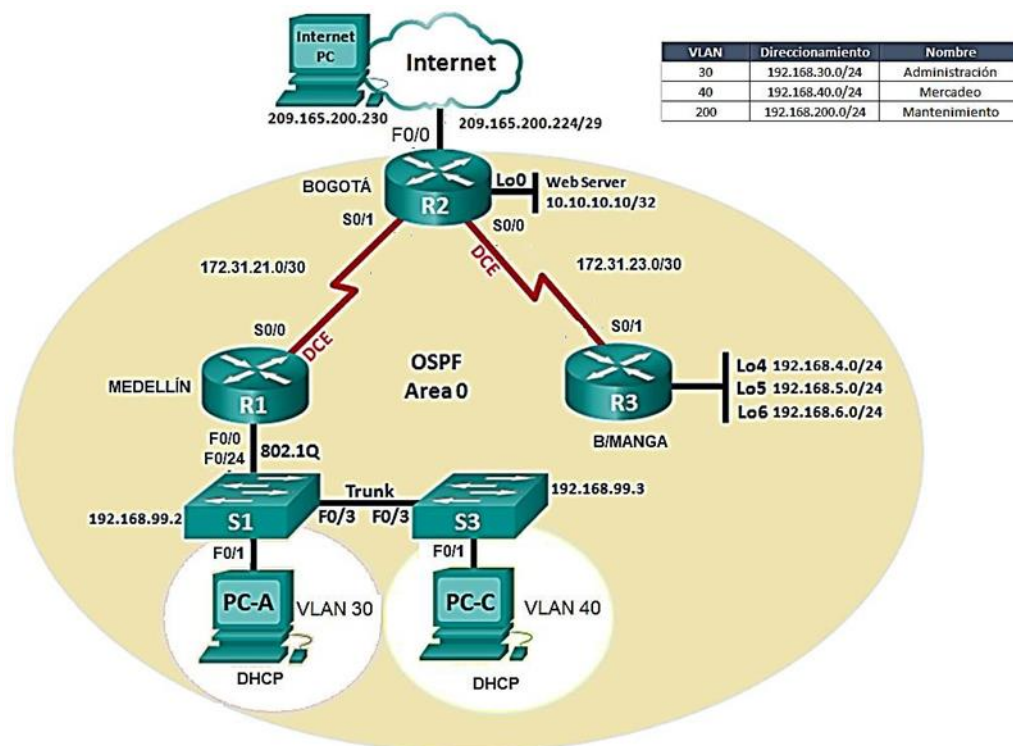 Internet
PC
Internet
209.165.200.230
209.165.200.224/29
F0/0
VLAN Direccionamiento Nombre
30 192.168.30.0/24 Administración
40 192.168.40.0/24 Mercadeo
200 192.168.200.0/24 Mantenimiento
BOGOTÁ
R2
Lo0
Web Server
10.10.10.10/32
S0/1
S0/0
DCE
172.31.21.0/30
172.31.23.0/30
S0/0
DCE
S0/1
MEDELLÍN
R1
OSPF
Area 0
R3
Lo4 192.168.4.0/24
Lo5 192.168.5.0/24
Lo6 192.168.6.0/24
B/MANGA
F0/0
F0/24
802.1Q
Trunk
192.168.99.3
192.168.99.2
S1
F0/3
F0/3
S3
F0/1
F0/1
PC-A
VLAN 30
PC-C
VLAN 40
DHCP
DHCP